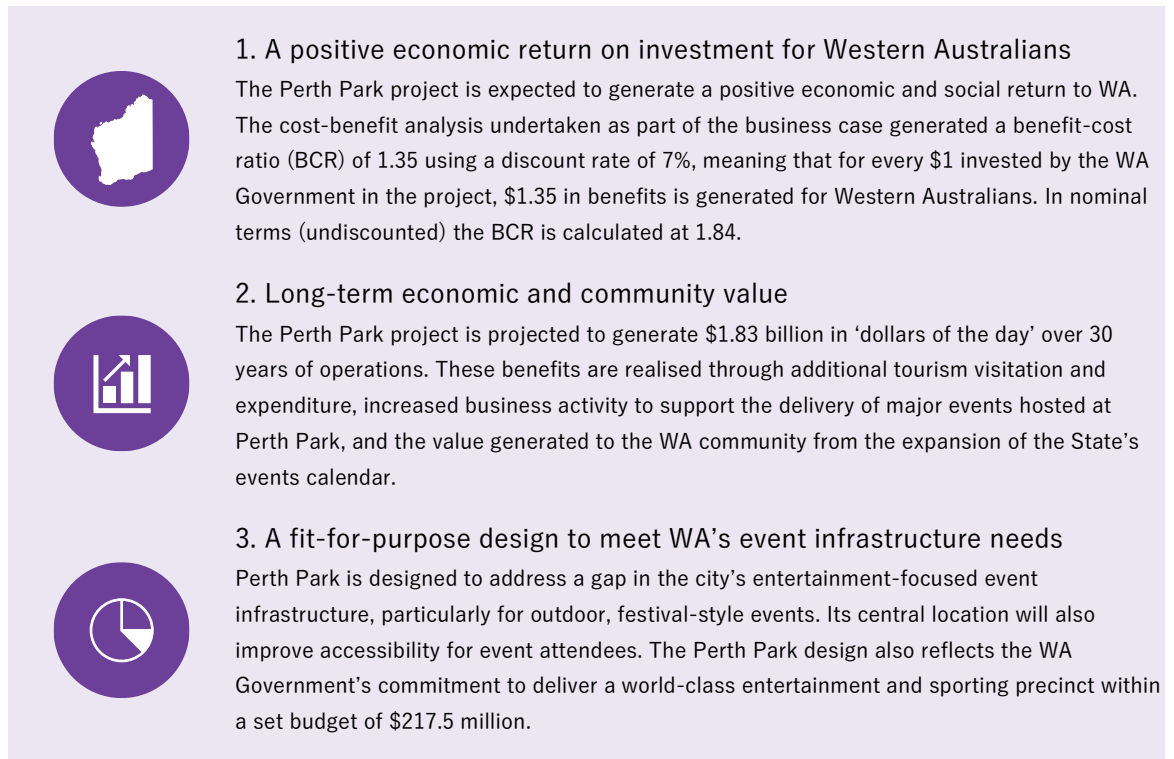 1. A positive economic return on investment for Western Australians
The Perth Park project is expected to generate a positive economic and social return to WA.
The cost-benefit analysis undertaken as part of the business case generated a benefit-cost
ratio (BCR) of 1.35 using a discount rate of 7%, meaning that for every $1 invested by the WA
Government in the project, $1.35 in benefits is generated for Western Australians. In nominal
terms (undiscounted) the BCR is calculated at 1.84.
2. Long-term economic and community value
The Perth Park project is projected to generate $1.83 billion in ‘dollars of the day’ over 30
years of operations. These benefits are realised through additional tourism visitation and
expenditure, increased business activity to support the delivery of major events hosted at
Perth Park, and the value generated to the WA community from the expansion of the State’s
events calendar.
3. A fit-for-purpose design to meet WA’s event infrastructure needs
Perth Park is designed to address a gap in the city’s entertainment-focused event
infrastructure, particularly for outdoor, festival-style events. Its central location will also
improve accessibility for event attendees. The Perth Park design also reflects the WA
Government’s commitment to deliver a world-class entertainment and sporting precinct within
a set budget of $217.5 million.